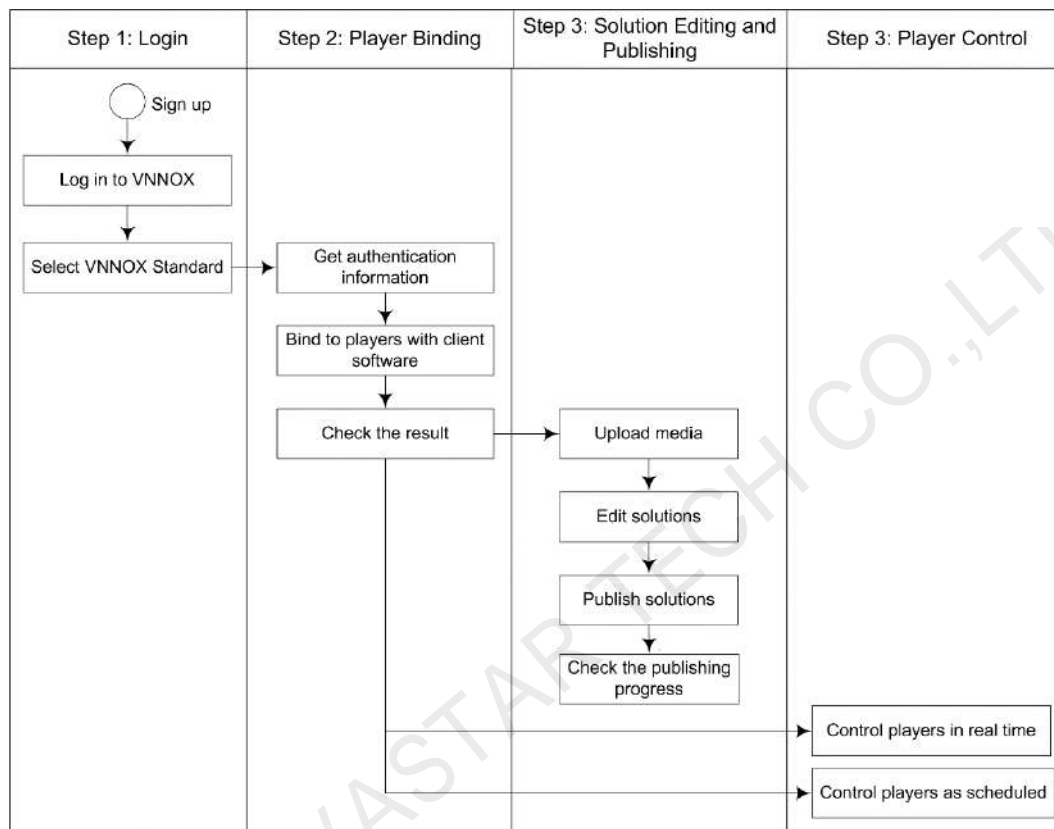 Step 1: Login
Step 2: Player Binding
Step 3: Solution Editing and
Publishing
Step 3: Player Control
Sign up
Log in to VNNOX
Select VNNOX Standard
Get authentication
information
Bind to players with client
software
Check the result
Upload media
Edit solutions
Publish solutions
Check the publishing
progress
Control players in real time
Control players as scheduled
TECH CO.,